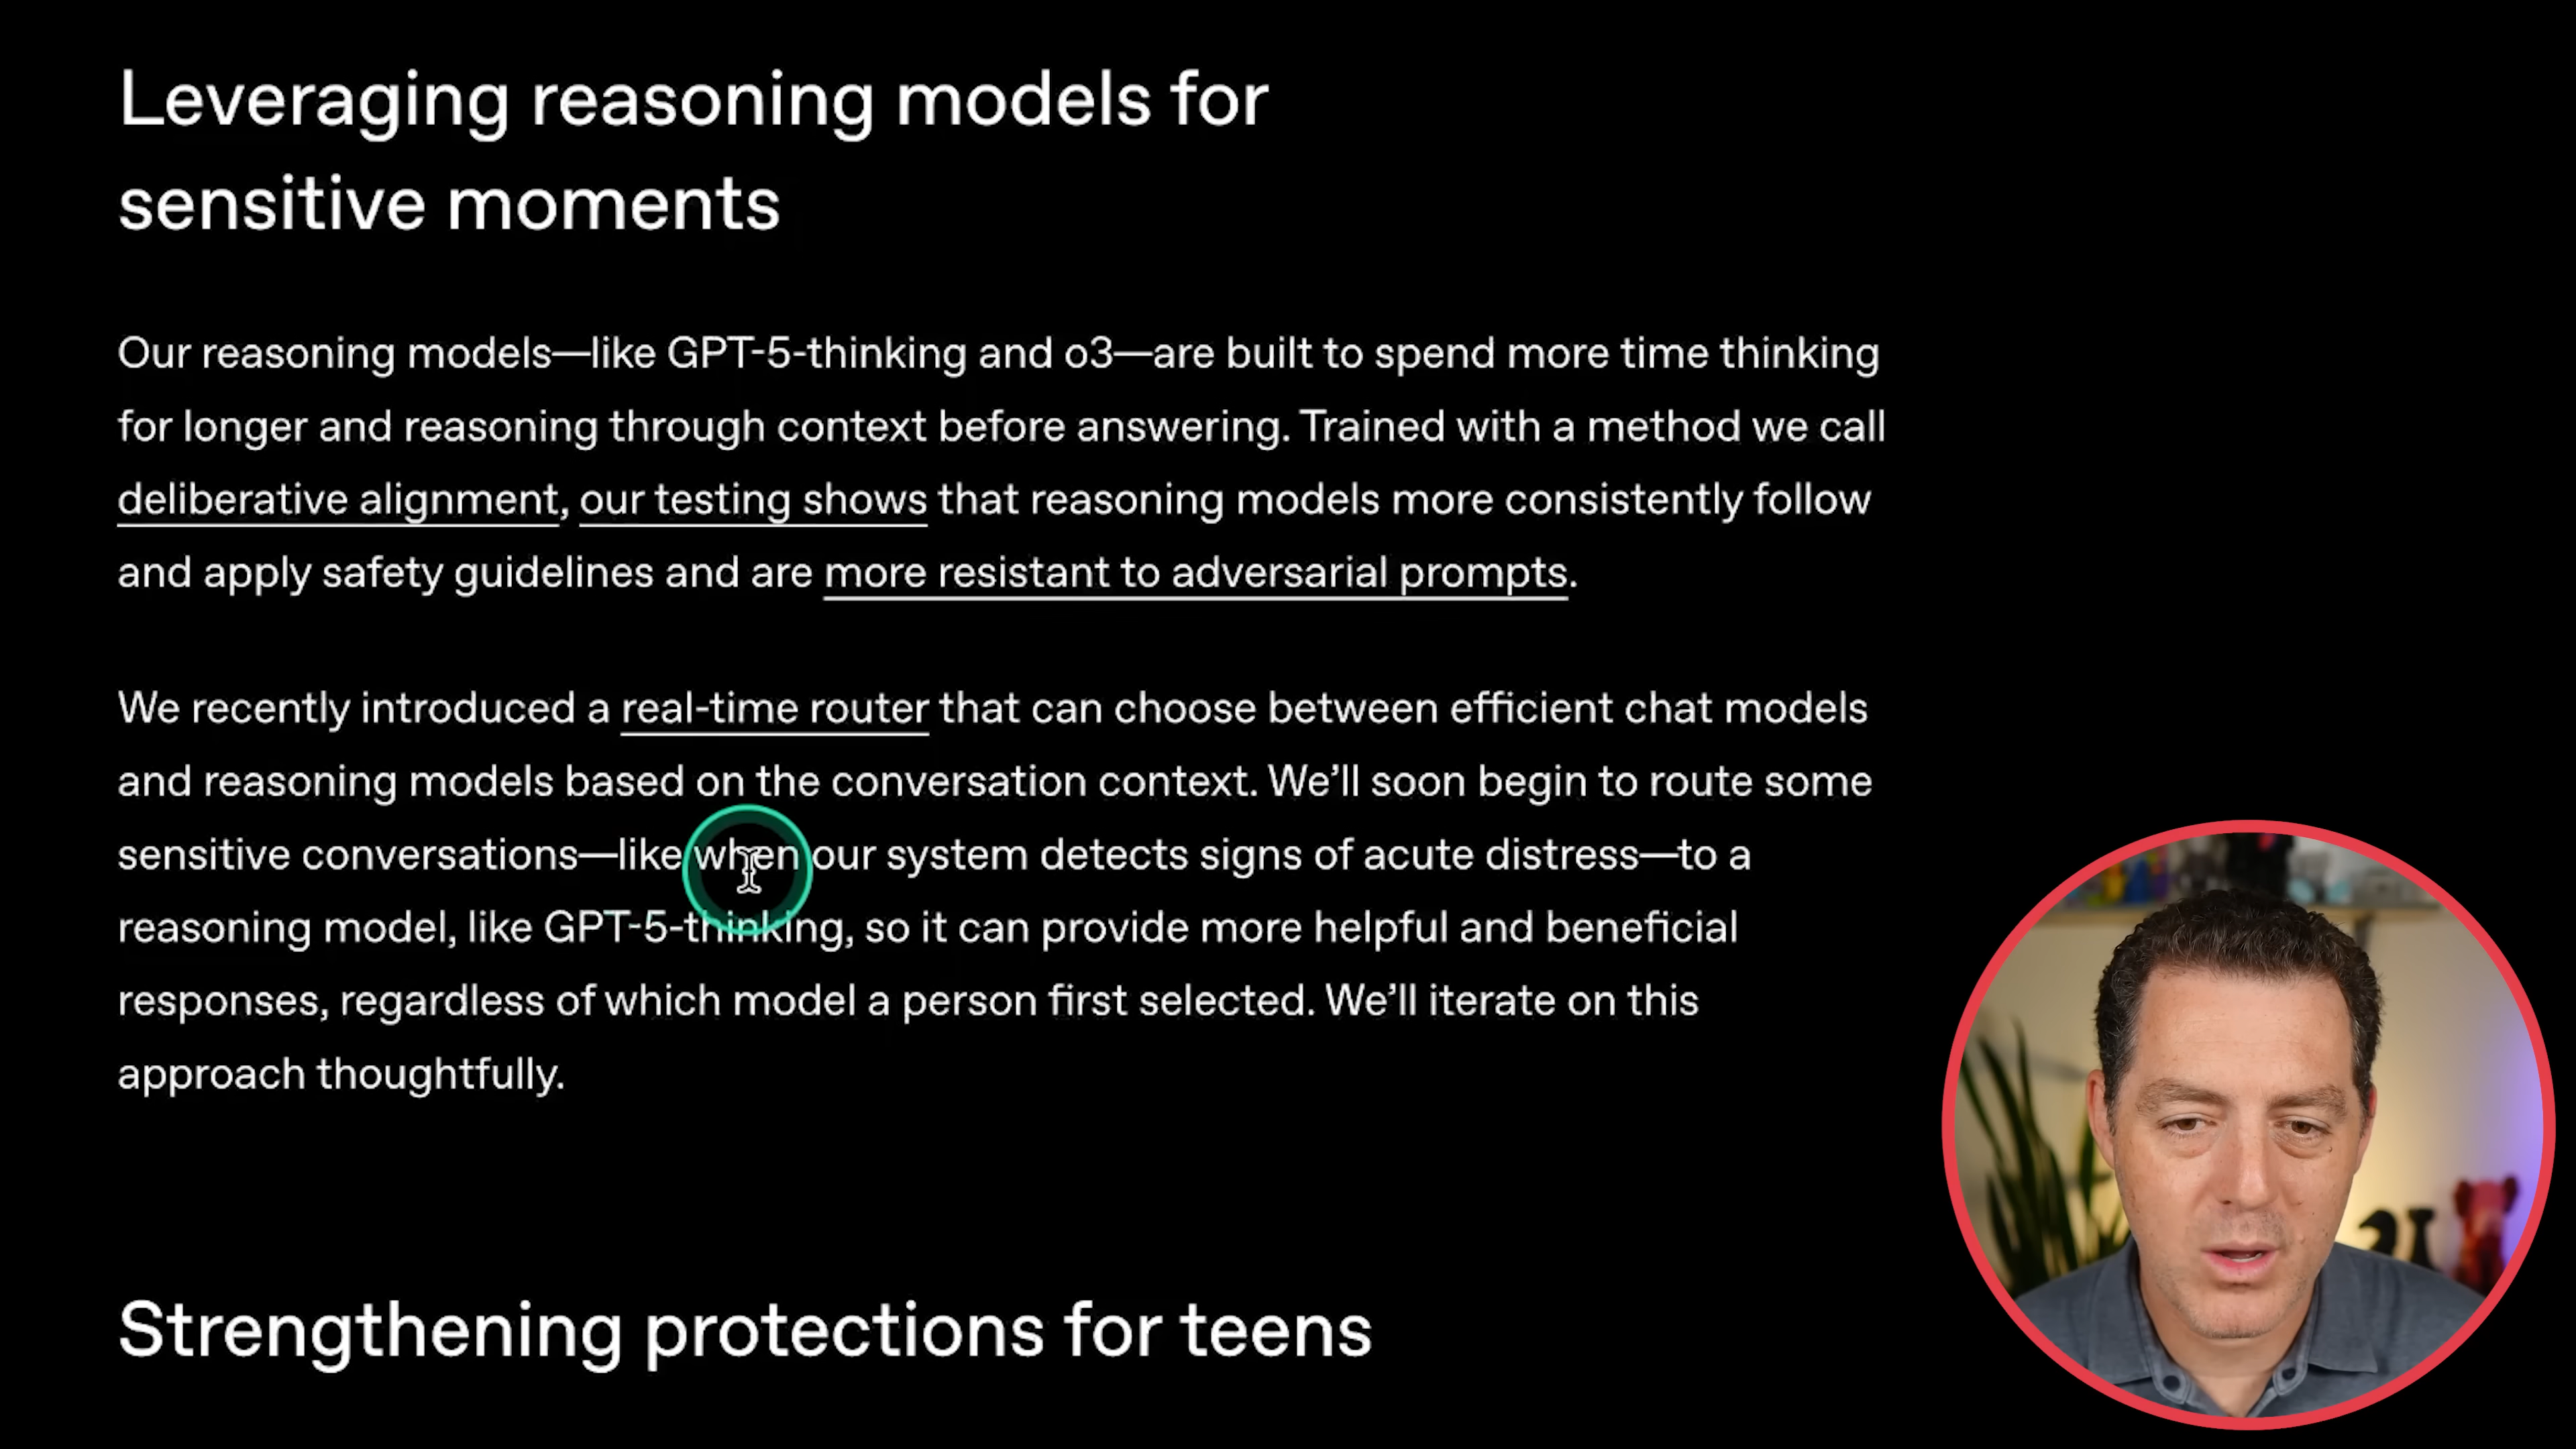 Leveraging reasoning models for
sensitive moments
Our reasoning models—like GPT-5-thinking and o3—are built to spend more time thinking
for longer and reasoning through context before answering. Trained with a method we call
deliberative alignment, our testing shows that reasoning models more consistently follow
and apply safety guidelines and are more resistant to adversarial prompts.
We recently introduced a real-time router that can choose between efficient chat models
and reasoning models based on the conversation context. We’ll soon begin to route some
sensitive conversations—like when our system detects signs of acute distress—to a
reasoning model, like GPT-5-thinking, so it can provide more helpful and beneficial
responses, regardless of which model a person first selected. We’ll iterate on this
approach thoughtfully.
Strengthening protections for teens